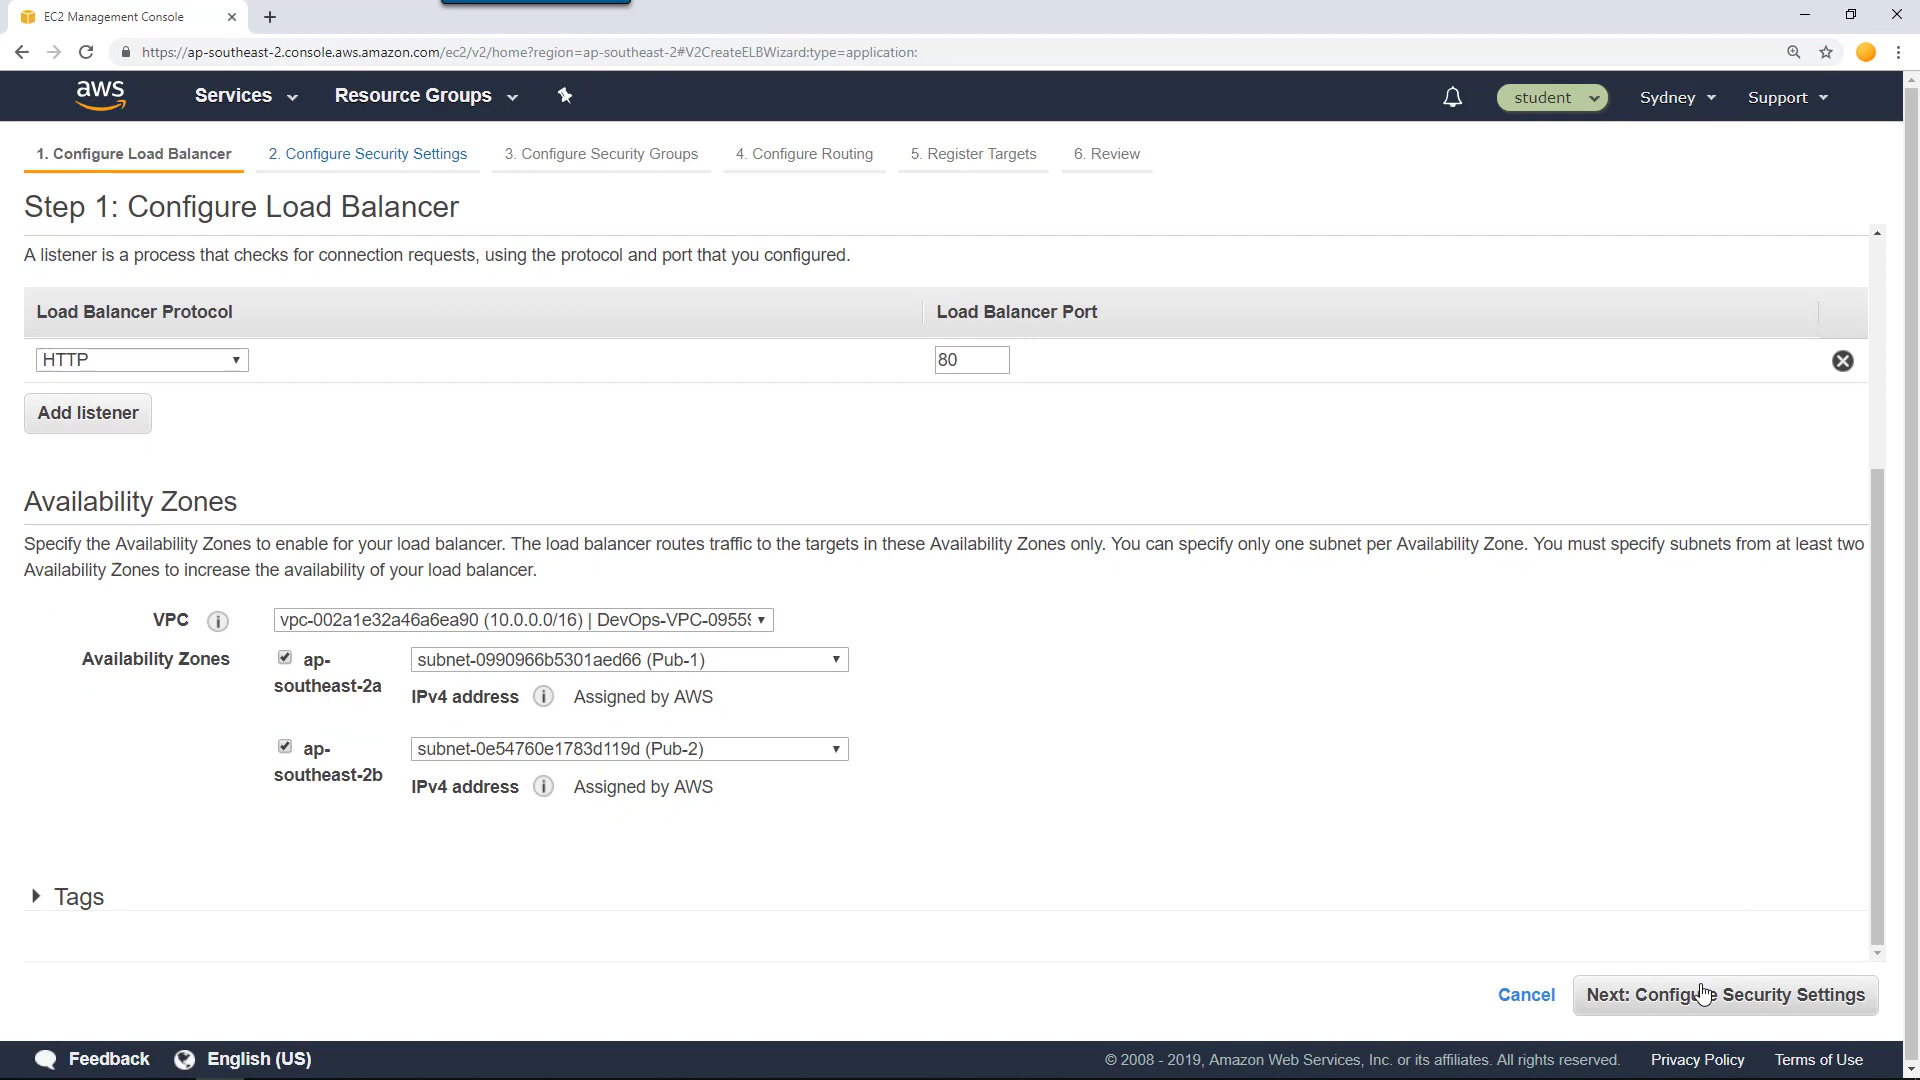 EC2 Management Console
https://ap-southeast-2.console.aws.amazon.com/ec2/v2/home?region=ap-southeast-2#V2CreateELBWizard:type=application:
aws
Services
Resource Groups
student
Sydney
Support
1. Configure Load Balancer
2. Configure Security Settings
3. Configure Security Groups
4. Configure Routing
5. Register Targets
6. Review
Step 1: Configure Load Balancer
A listener is a process that checks for connection requests, using the protocol and port that you configured.
Load Balancer Protocol
Load Balancer Port
HTTP
80
Add listener
Availability Zones
Specify the Availability Zones to enable for your load balancer. The load balancer routes traffic to the targets in these Availability Zones only. You can specify only one subnet per Availability Zone. You must specify subnets from at least two
Availability Zones to increase the availability of your load balancer.
VPC
vpc-002a1e32a46a6ea90 (10.0.0.0/16) | DevOps-VPC-0955
Availability Zones
ap-
southeast-2a
subnet-0990966b5301aed66 (Pub-1)
IPv4 address
Assigned by AWS
ap-
southeast-2b
subnet-0e54760e1783d119d (Pub-2)
IPv4 address
Assigned by AWS
Tags
Cancel
Next: Configure Security Settings
Feedback
English (US)
© 2008 - 2019, Amazon Web Services, Inc. or its affiliates. All rights reserved.
Privacy Policy
Terms of Use